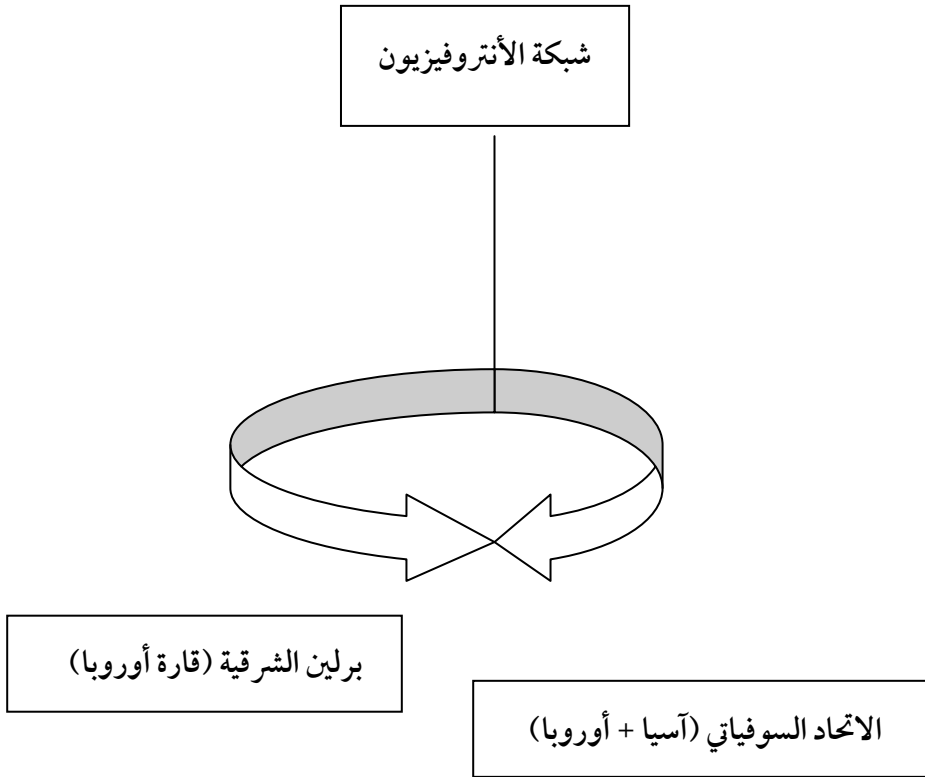 شبكة الأنتروفيزيون
برلين الشرقية (قارة أوروبا)
الاتحاد السوفياتي (آسيا + أوروبا)